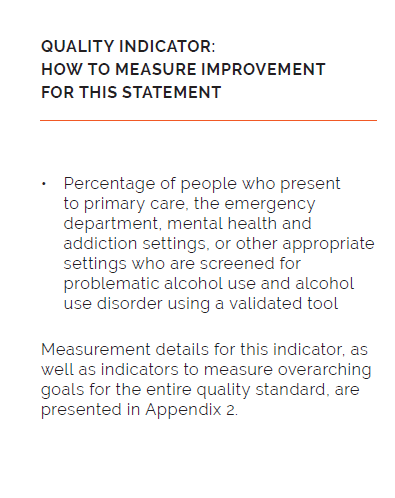 QUALITY INDICATOR:
HOW TO MEASURE IMPROVEMENT
FOR THIS STATEMENT
• Percentage of people who present
to primary care, the emergency
department, mental health and
addiction settings, or other appropriate
settings who are screened for
problematic alcohol use and alcohol
use disorder using a validated tool
Measurement details for this indicator, as
well as indicators to measure overarching
goals for the entire quality standard, are
presented in Appendix 2.